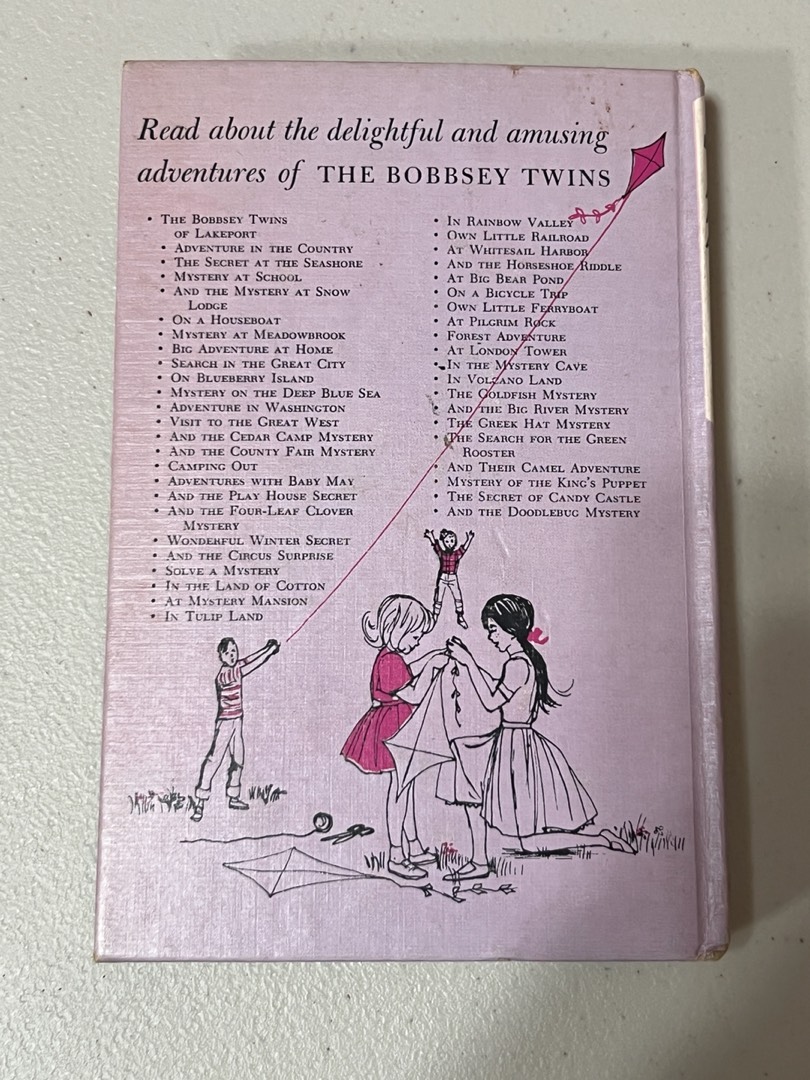 Read about the delightful and amusing
adventures of THE BOBBSEY TWINS
• THE BOBBSEY TWINS
OF LAKEPORT
• ADVENTURE IN THE COUNTRY
• THE SECRET AT THE SEASHORE
• MYSTERY AT SCHOOL
• AND THE MYSTERY AT SNOW
LODGE
• ON A HOUSEBOAT
• MYSTERY AT MEADOWBROOK
• BIG ADVENTURE AT HOME
• SEARCH IN THE GREAT CITY
• ON BLUEBERRY ISLAND
• MYSTERY ON THE DEEP BLUE SEA
• ADVENTURE IN WASHINGTON
• VISIT TO THE GREAT WEST
• AND THE CEDAR CAMP MYSTERY
• AND THE COUNTY FAIR MYSTERY
• CAMPING OUT
• ADVENTURES WITH BABY MAY
• AND THE PLAY HOUSE SECRET
• AND THE FOUR-LEAF CLOVER
MYSTERY
• WONDERFUL WINTER SECRET
• AND THE CIRCUS SURPRISE
• SOLVE A MYSTERY
• IN THE LAND OF COTTON
• AT MYSTERY MANSION
• IN TULIP LAND
• IN RAINBOW VALLEY
• OWN LITTLE RAILROAD
• AT WHITESAIL HARBOR
• AND THE HORSESHOE RIDDLE
• AT BIG BEAR POND
• ON A BICYCLE TRIP
• OWN LITTLE FERRYBOAT
• AT PILGRIM ROCK
• FOREST ADVENTURE
• AT LONDON TOWER
• IN THE MYSTERY CAVE
• IN VOLCANO LAND
• THE GOLDFISH MYSTERY
• AND THE BIG RIVER MYSTERY
• THE GREEK HAT MYSTERY
• THE SEARCH FOR THE GREEN
ROOSTER
• AND THEIR CAMEL ADVENTURE
• MYSTERY OF THE KING'S PUPPET
• THE SECRET OF CANDY CASTLE
• AND THE DOODLEBUG MYSTERY